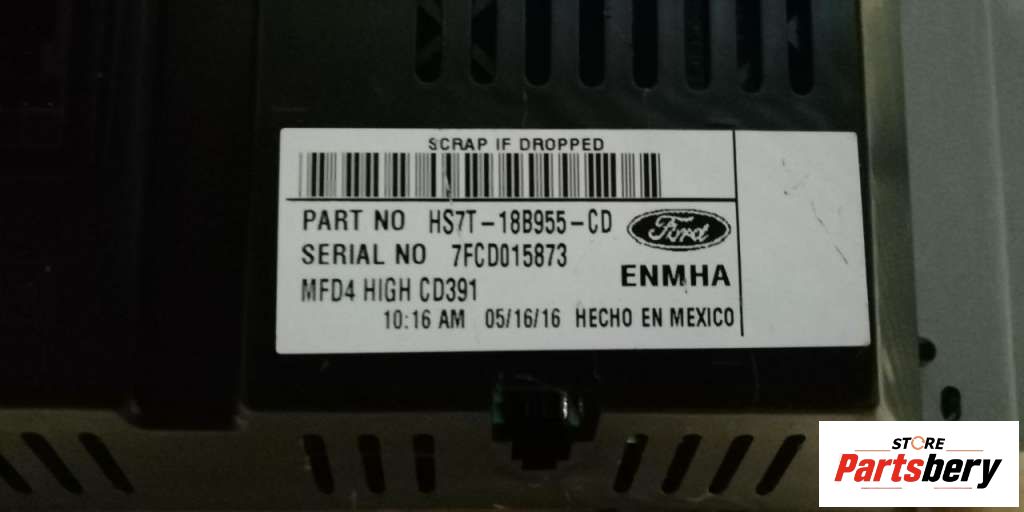 SCRAP IF DROPPED
PART NO HS7T-18B955-CD
Ford
SERIAL NO 7FCD015873
ENMHA
MFD4 HIGH CD391
10:16 AM 05/16/16 HECHO EN MEXICO
STORE
Partsbery